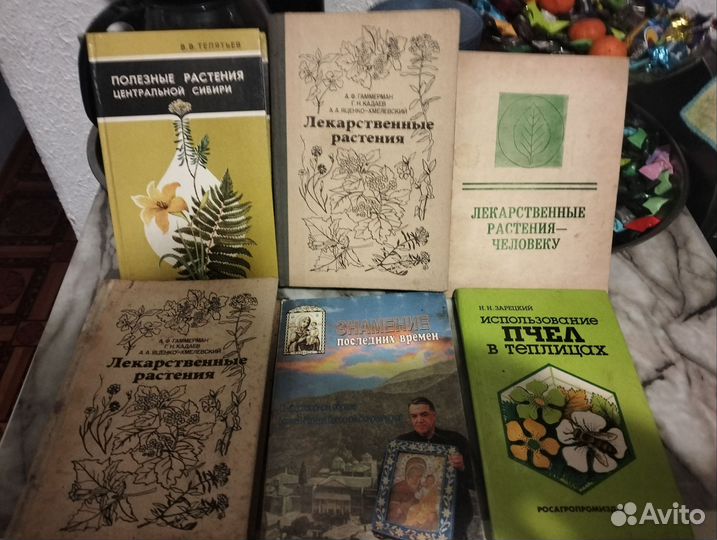 В. В. ТЕЛЯТЬЕВ
ПОЛЕЗНЫЕ РАСТЕНИЯ
ЦЕНТРАЛЬНОЙ СИБИРИ
А. Ф. ГАММЕРМАН
Г. Н. КАДАЕВ
А. А. ЯЦЕНКО-ХМЕЛЕВСКИЙ
Лекарственные
растения
ЛЕКАРСТВЕННЫЕ
РАСТЕНИЯ—
ЧЕЛОВЕКУ
А. Ф. ГАММЕРМАН
Г. Н. КАДАЕВ
А. А. ЯЦЕНКО-ХМЕЛЕВСКИЙ
Лекарственные
растения
ЗНАМЕНИЕ
последних времен
Н. Н. ЗАРЕЦКИЙ
ИСПОЛЬЗОВАНИЕ
ПЧЕЛ
В ТЕПЛИЦАХ
РОСАГРОПРОМИЗДАТ
Avito